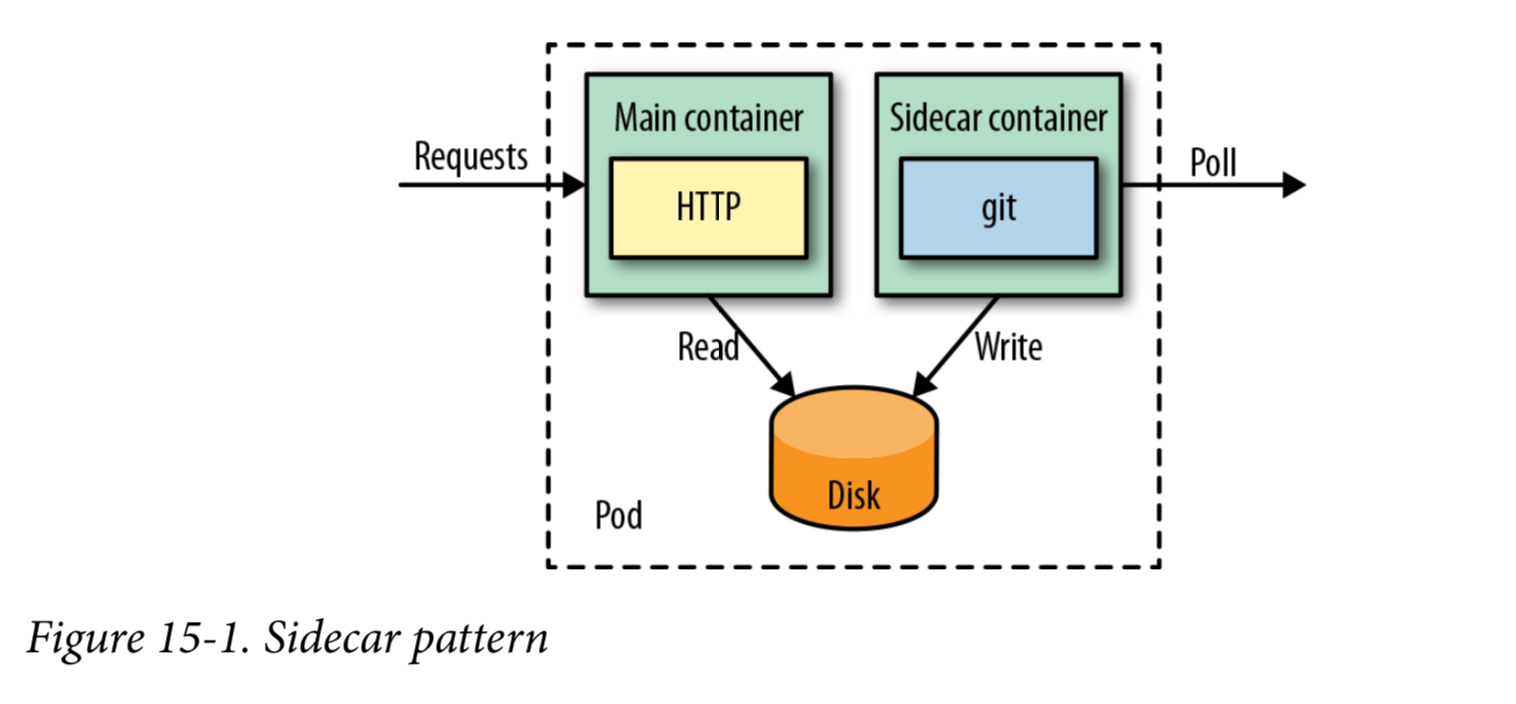 Requests
Main container
HTTP
Sidecar container
git
Poll
Read
Write
Disk
Pod
Figure 15-1. Sidecar pattern